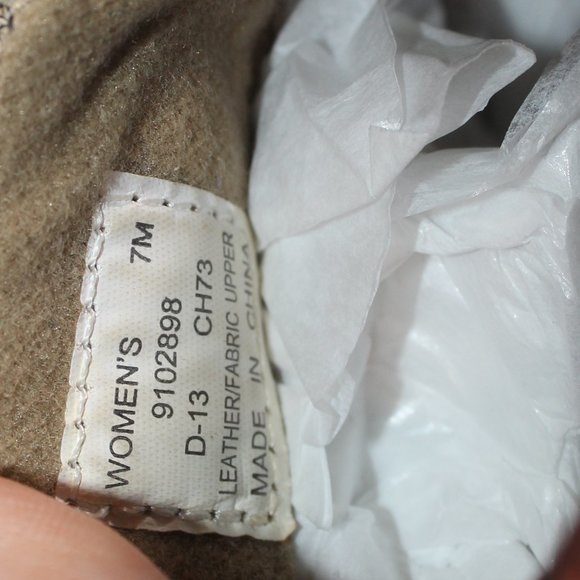 WOMEN'S 7M
9102898
D-13 CH73
LEATHER/FABRIC UPPER
MADE IN CHINA